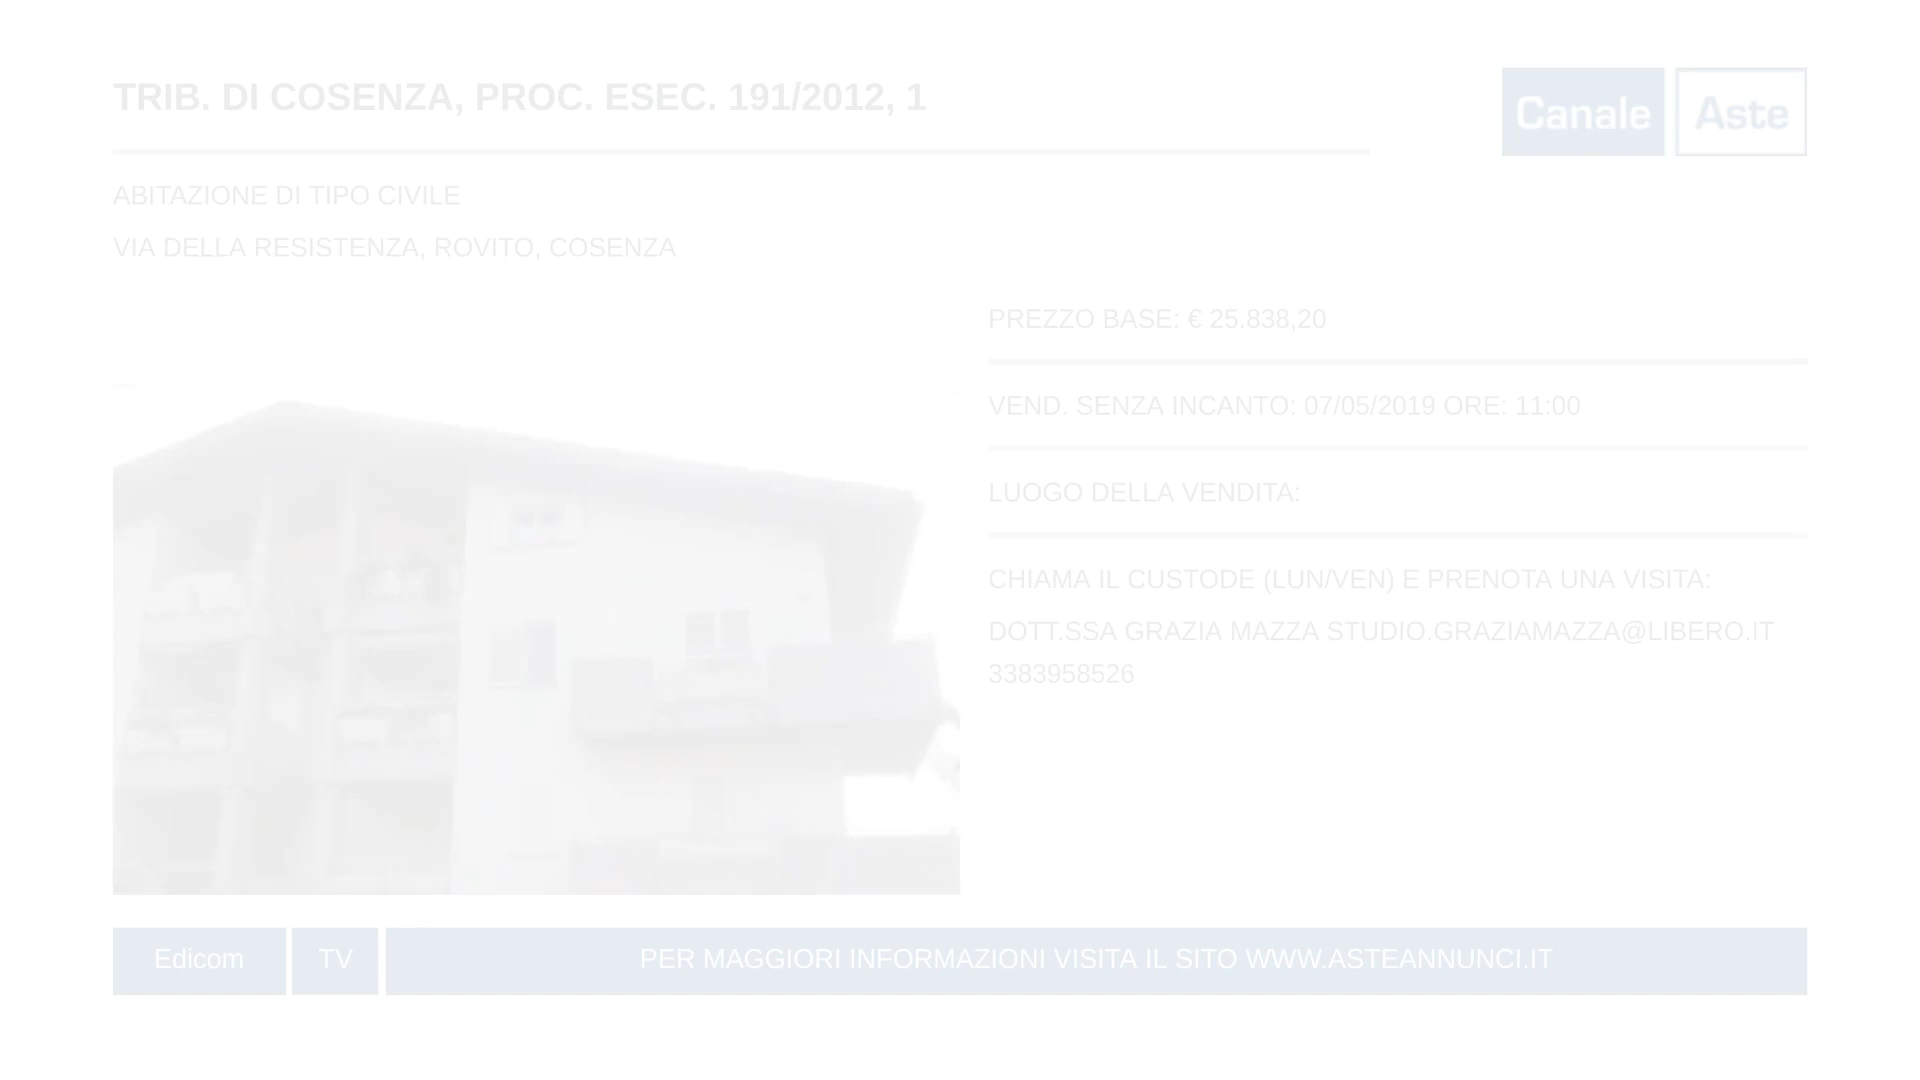 TRIB. DI COSENZA, PROC. ESEC. 191/2012, 1
Canale Aste
ABITAZIONE DI TIPO CIVILE
VIA DELLA RESISTENZA, ROVITO, COSENZA
PREZZO BASE: € 25.838,20
VEND. SENZA INCANTO: 07/05/2019 ORE: 11:00
LUOGO DELLA VENDITA:
CHIAMA IL CUSTODE (LUN/VEN) E PRENOTA UNA VISITA:
DOTT.SSA GRAZIA MAZZA STUDIO.GRAZIAMAZZA@LIBERO.IT
3383958526
Edicom TV PER MAGGIORI INFORMAZIONI VISITA IL SITO WWW.ASTEANNUNCI.IT